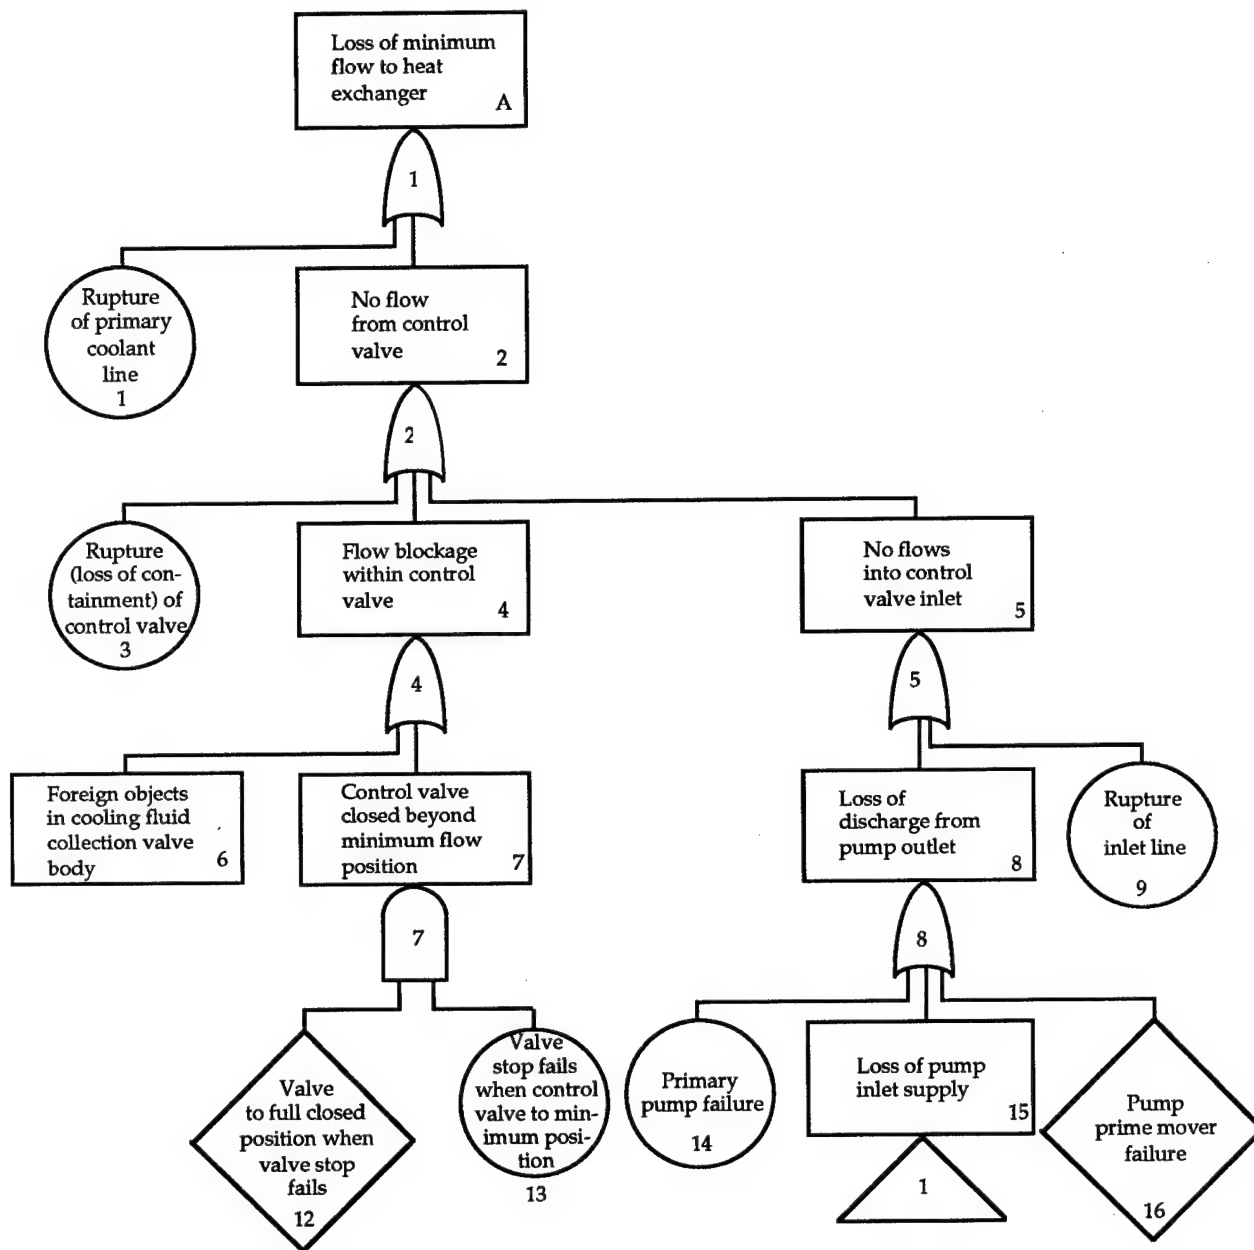 Loss of minimum
flow to heat
exchanger
A
1
Rupture
of primary
coolant
line
1
No flow
from control
valve
2
2
Rupture
(loss of con-
tainment) of
control valve
3
Flow blockage
within control
valve
4
No flows
into control
valve inlet
5
4
5
Foreign objects
in cooling fluid
collection valve
body
6
Control valve
closed beyond
minimum flow
position
7
Loss of
discharge from
pump outlet
8
Rupture
of
inlet line
9
7
8
Valve
to full closed
position when
valve stop
fails
12
Valve
stop fails
when control
valve to min-
imum posi-
tion
13
Primary
pump failure
14
Loss of pump
inlet supply
15
1
Pump
prime mover
failure
16